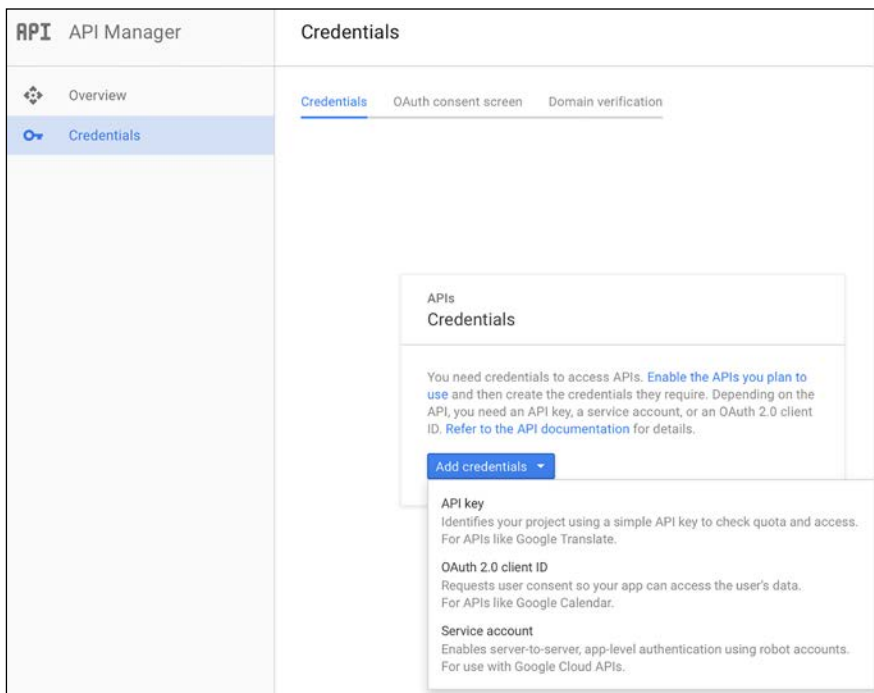 API API Manager
Credentials
Overview
Credentials
Credentials OAuth consent screen Domain verification
APIs
Credentials
You need credentials to access APIs. Enable the APIs you plan to
use and then create the credentials they require. Depending on the
API, you need an API key, a service account, or an OAuth 2.0 client
ID. Refer to the API documentation for details.
Add credentials
API key
Identifies your project using a simple API key to check quota and access.
For APIs like Google Translate.
OAuth 2.0 client ID
Requests user consent so your app can access the user's data.
For APIs like Google Calendar.
Service account
Enables server-to-server, app-level authentication using robot accounts.
For use with Google Cloud APIs.